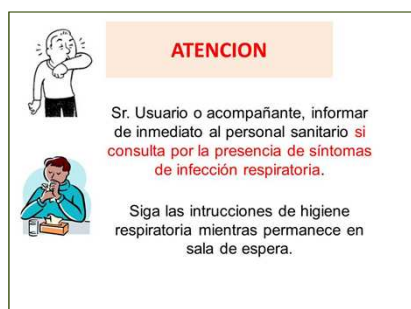 ATENCION
Sr. Usuario o acompañante, informar
de inmediato al personal sanitario si
consulta por la presencia de síntomas
de infección respiratoria.
Siga las intrucciones de higiene
respiratoria mientras permanece en
sala de espera.